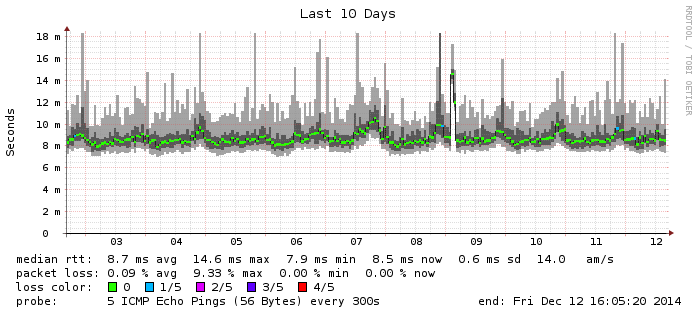 Last 10 Days
RRDTOOL / TOBI OETIKER
Seconds
18 m
16 m
14 m
12 m
10 m
8 m
6 m
4 m
2 m
0
03 04 05 06 07 08 09 10 11 12
median rtt: 8.7 ms avg 14.6 ms max 7.9 ms min 8.5 ms now 0.6 ms sd 14.0 am/s
packet loss: 0.09 % avg 9.33 % max 0.00 % min 0.00 % now
loss color: 0 1/5 2/5 3/5 4/5
probe: 5 ICMP Echo Pings (56 Bytes) every 300s end: Fri Dec 12 16:05:20 2014